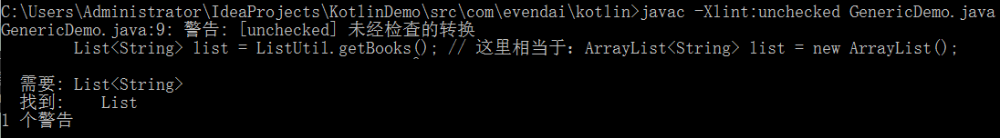 C:\Users\Administrator\IdeaProjects\KotlinDemo\src\com\evendai\kotlin>javac -Xlint:unchecked GenericDemo.java
GenericDemo.java:9: 警告: [unchecked] 未经检查的转换
        List<String> list = ListUtil.getBooks(); // 这里相当于：ArrayList<String> list = new ArrayList();
                                             ^
  需要: List<String>
  找到:    List
1 个警告